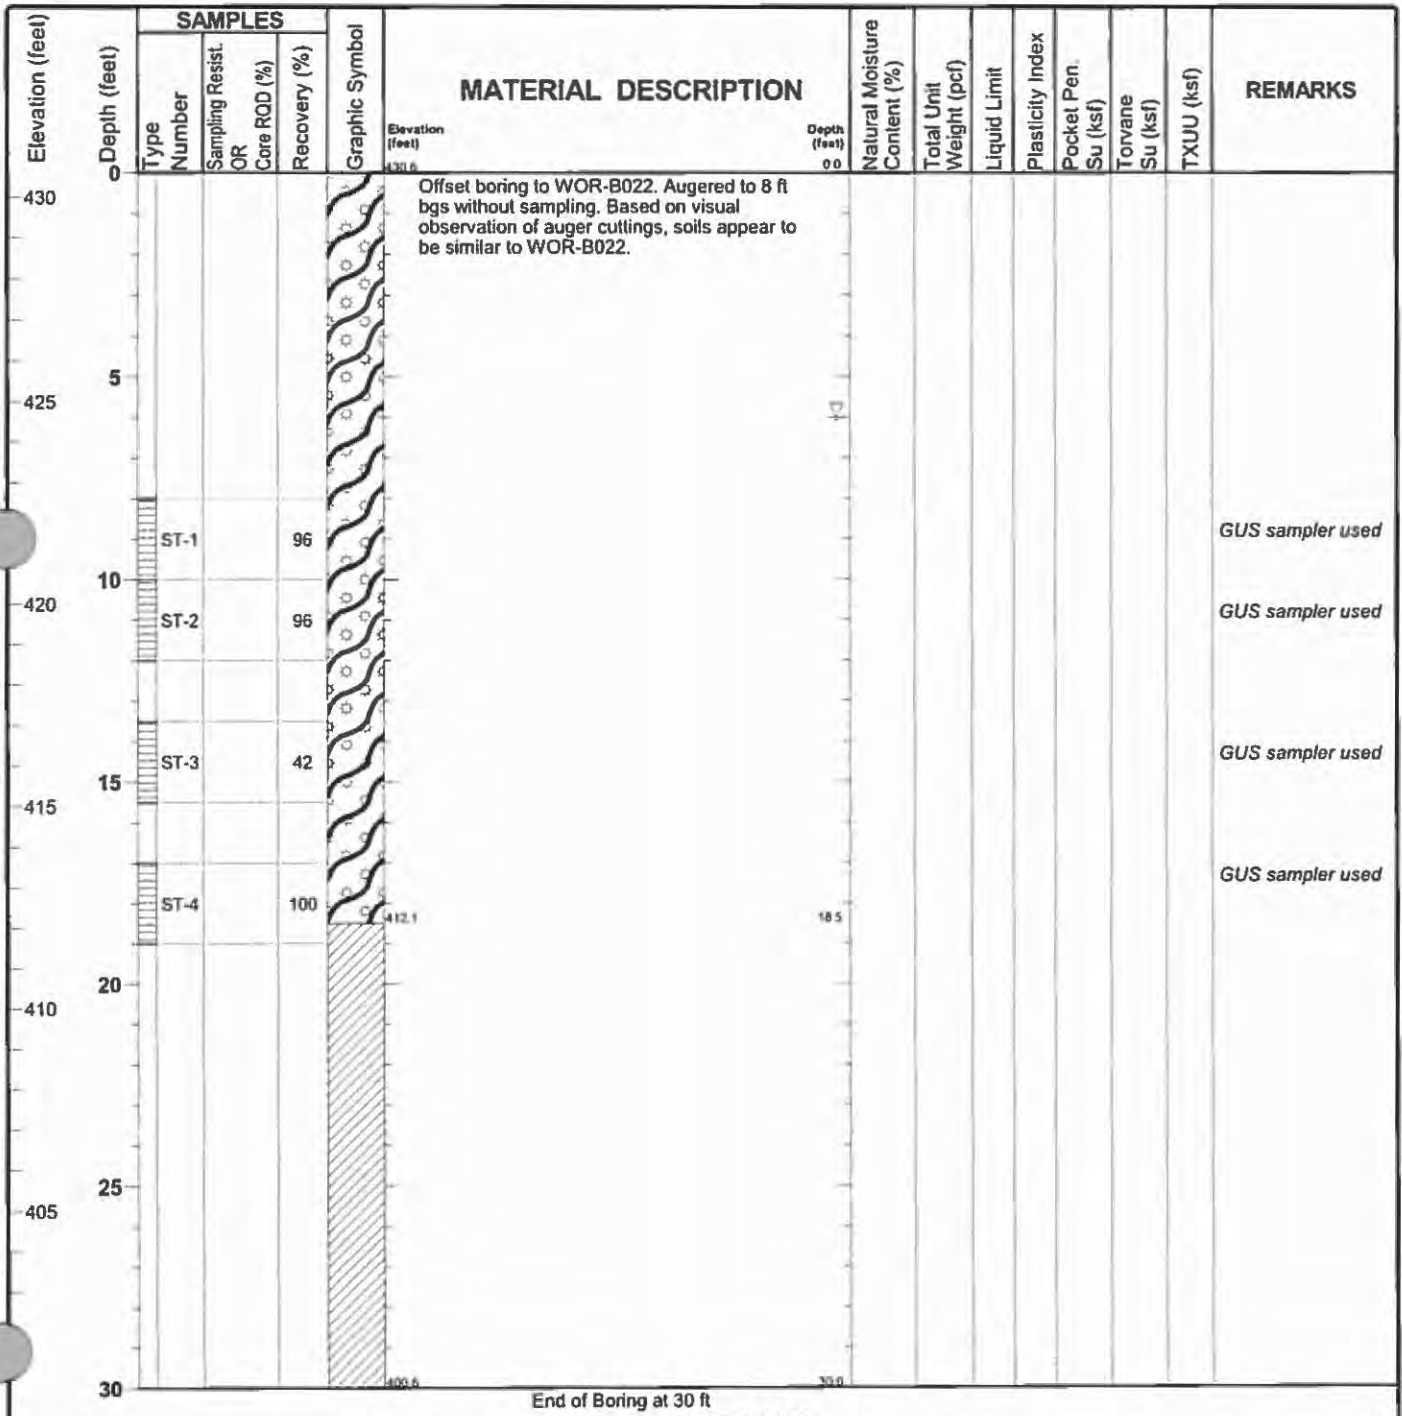 Elevation (feet)
Depth (feet)
SAMPLES
Type
Number
Sampling Resist.
OR
Core RQD (%)
Recovery (%)
Graphic Symbol
MATERIAL DESCRIPTION
Elevation
(feet)
Depth
(feet)
Natural Moisture
Content (%)
Total Unit
Weight (pcf)
Liquid Limit
Plasticity Index
Pocket Pen.
Su (ksf)
Torvane
Su (ksf)
TXUU (ksf)
REMARKS
0
430.6
0.0
430
Offset boring to WOR-B022. Augered to 8 ft
bgs without sampling. Based on visual
observation of auger cuttings, soils appear to
be similar to WOR-B022.
5
425
ST-1 96 GUS sampler used
10
420
ST-2 96 GUS sampler used
ST-3 42 GUS sampler used
15
415
ST-4 100 GUS sampler used
412.1 18.5
20
410
25
405
30
400.6 30.0
End of Boring at 30 ft